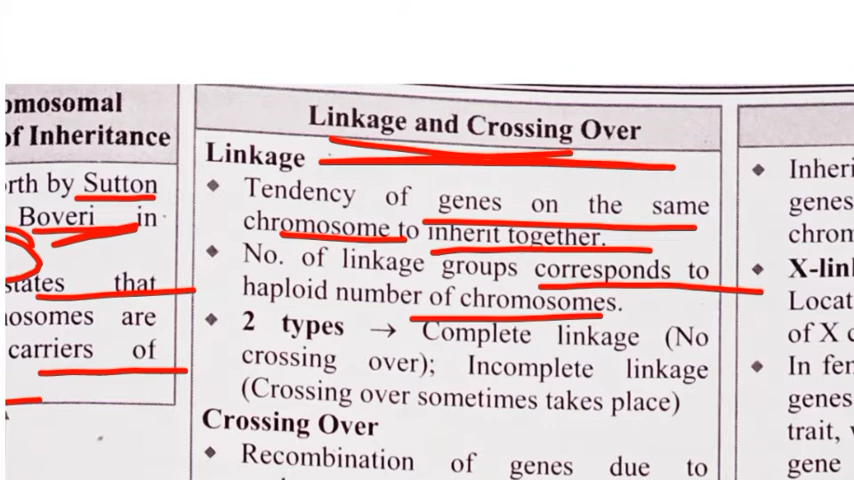 omosomal
of Inheritance
rth by Sutton
Boveri in
states that
osomes are
carriers of
Linkage and Crossing Over
Linkage
◆ Tendency of genes on the same
chromosome to inherit together.
◆ No. of linkage groups corresponds to
haploid number of chromosomes.
◆ 2 types → Complete linkage (No
crossing over); Incomplete linkage
(Crossing over sometimes takes place)
Crossing Over
◆ Recombination of genes due to
◆ Inheri
genes
chrom
◆ X-link
Locat
of X c
◆ In fen
genes
trait,
gene